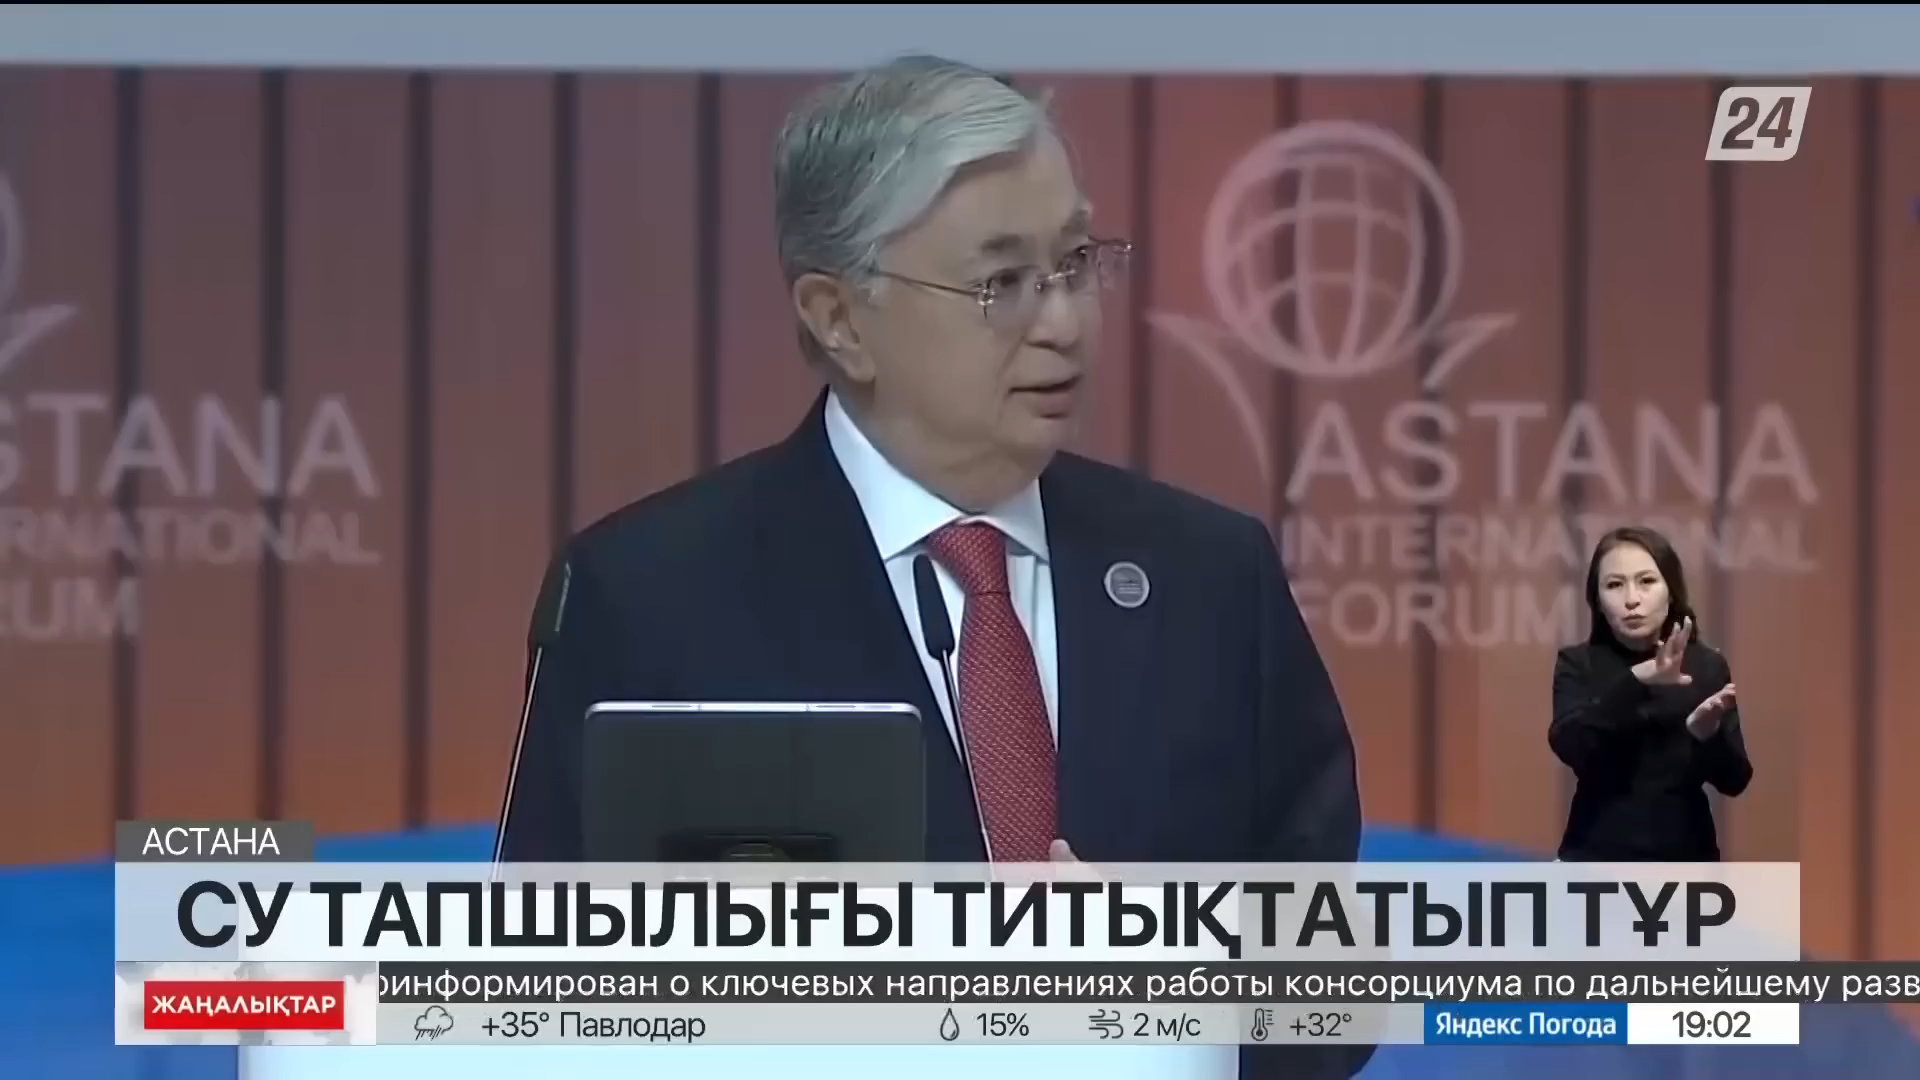 24
ASTANA
INTERNATIONAL
FORUM
STANA
RNATIONAL
RUM
АСТАНА
СУ ТАПШЫЛЫҒЫ ТИТЫҚТАТЫП ТҰР
ЖАҢАЛЫҚТАР
оинформирован о ключевых направлениях работы консорциума по дальнейшему разв
+35° Павлодар 15% 2 м/с +32° Яндекс Погода 19:02